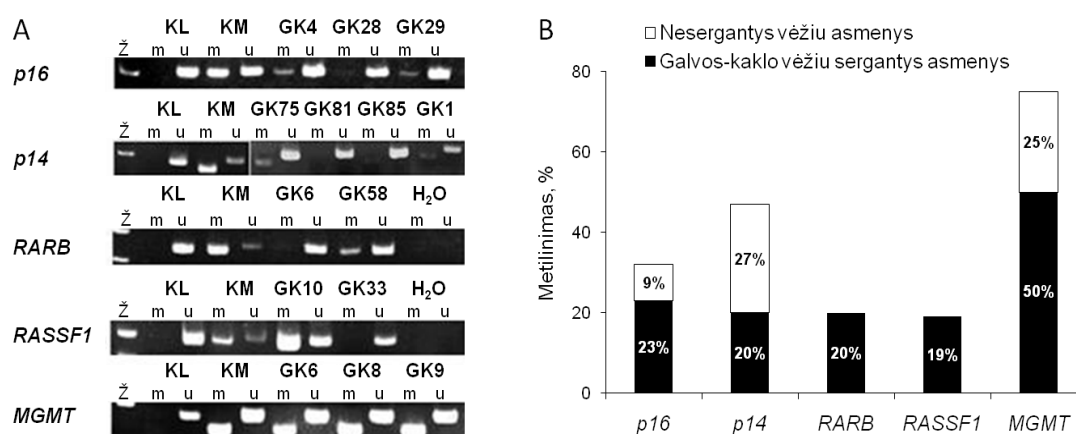 A
KL KM GK4 GK28 GK29
Ž m u m u m u m u m u
p16
KL KM GK75 GK81 GK85 GK1
Ž m u m u m u m u m u m u
p14
KL KM GK6 GK58 H₂O
Ž m u m u m u m u m u
RARB
KL KM GK10 GK33 H₂O
Ž m u m u m u m u m u
RASSF1
KL KM GK6 GK8 GK9
Ž m u m u m u m u m u
MGMT
B
Nesergantys vėžiu asmenys
Galvos-kaklo vėžiu sergantys asmenys
Metilinimas, %
80
60
40
20
0
9%
23%
27%
20%
20%
19%
25%
50%
p16 p14 RARB RASSF1 MGMT